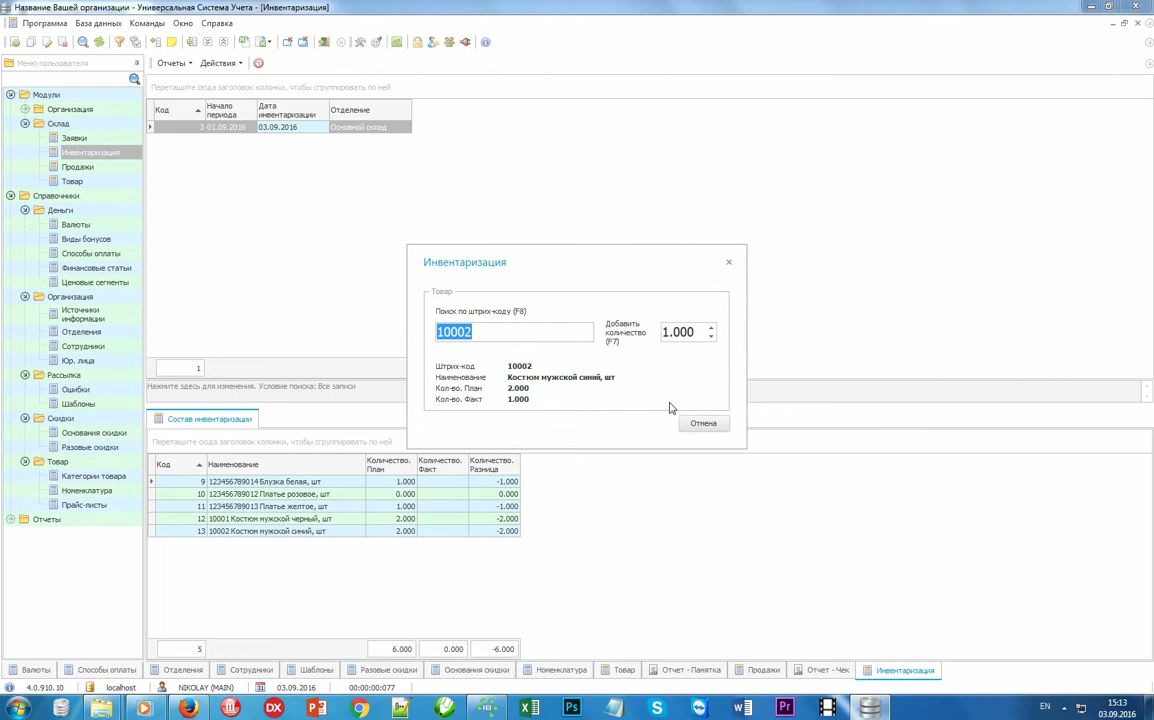 Название Вашей организации - Универсальная Система Учета - [Инвентаризация]
Программа База данных Команды Окно Справка
Меню пользователя
Отчеты Действия
Перетащите сюда заголовок колонки, чтобы сгруппировать по ней
Код
Начало периода
Дата инвентаризации
Отделение
3 01.09.2016 03.09.2016 Основной склад
Модули
Организация
Склад
Заявки
Инвентаризация
Продажи
Товар
Справочники
Деньги
Валюты
Виды бонусов
Способы оплаты
Финансовые статьи
Ценовые сегменты
Организация
Источники
информации
Отделения
Сотрудники
Юр. лица
Рассылка
Ошибки
Шаблоны
Скидки
Основания скидки
Разовые скидки
Товар
Категории товара
Номенклатура
Прайс-листы
Отчеты
Инвентаризация
Товар
Поиск по штрих-коду (F8)
10002
Добавить
количество
(F7)
1.000
Штрих-код 10002
Наименование Костюм мужской синий, шт
Кол-во. План 2.000
Кол-во. Факт 1.000
Отмена
1
Нажмите здесь для изменения. Условие поиска: Все записи
Состав инвентаризации
Перетащите сюда заголовок колонки, чтобы сгруппировать по ней
Код
Наименование
Количество. План
Количество. Факт
Количество. Разница
9 123456789014 Блузка белая, шт 1.000 -1.000
10 123456789012 Платье розовое, шт 0.000 0.000
11 123456789013 Платье желтое, шт 1.000 -1.000
12 10001 Костюм мужской черный, шт 2.000 -2.000
13 10002 Костюм мужской синий, шт 2.000 -2.000
5 6.000 0.000 -6.000
Валюты Способы оплаты Отделения Сотрудники Шаблоны Разовые скидки Основания скидки Номенклатура Товар Отчет - Памятка Продажи Отчет - Чек Инвентаризация
4.0.910.10 localhost NIKOLAY (MAIN) 31 03.09.2016 00:00:00:077
EN
15:13
03.09.2016